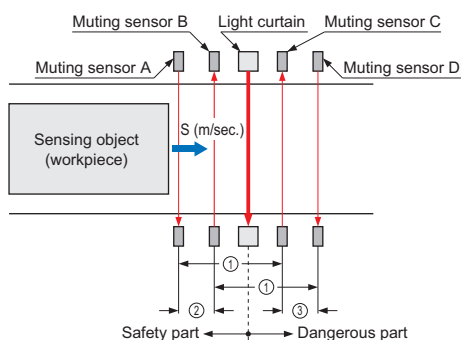 Muting sensor B
Light curtain
Muting sensor C
Muting sensor A
Muting sensor D
Sensing object
(workpiece)
S (m/sec.)
①
①
②
③
Safety part
Dangerous part